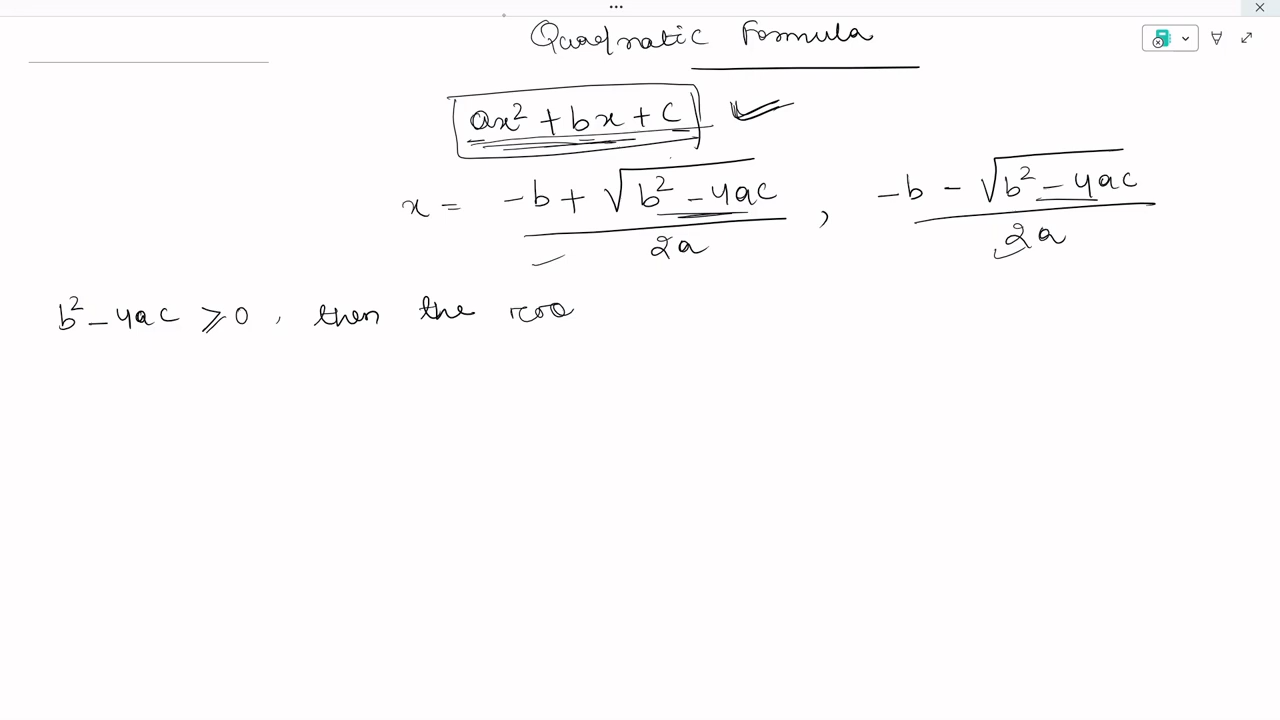 Quadratic Formula
ax² + bx + c
x = (-b + √(b² - 4ac))/2a , (-b - √(b² - 4ac))/2a
b² - 4ac ⩾ 0, then the roo